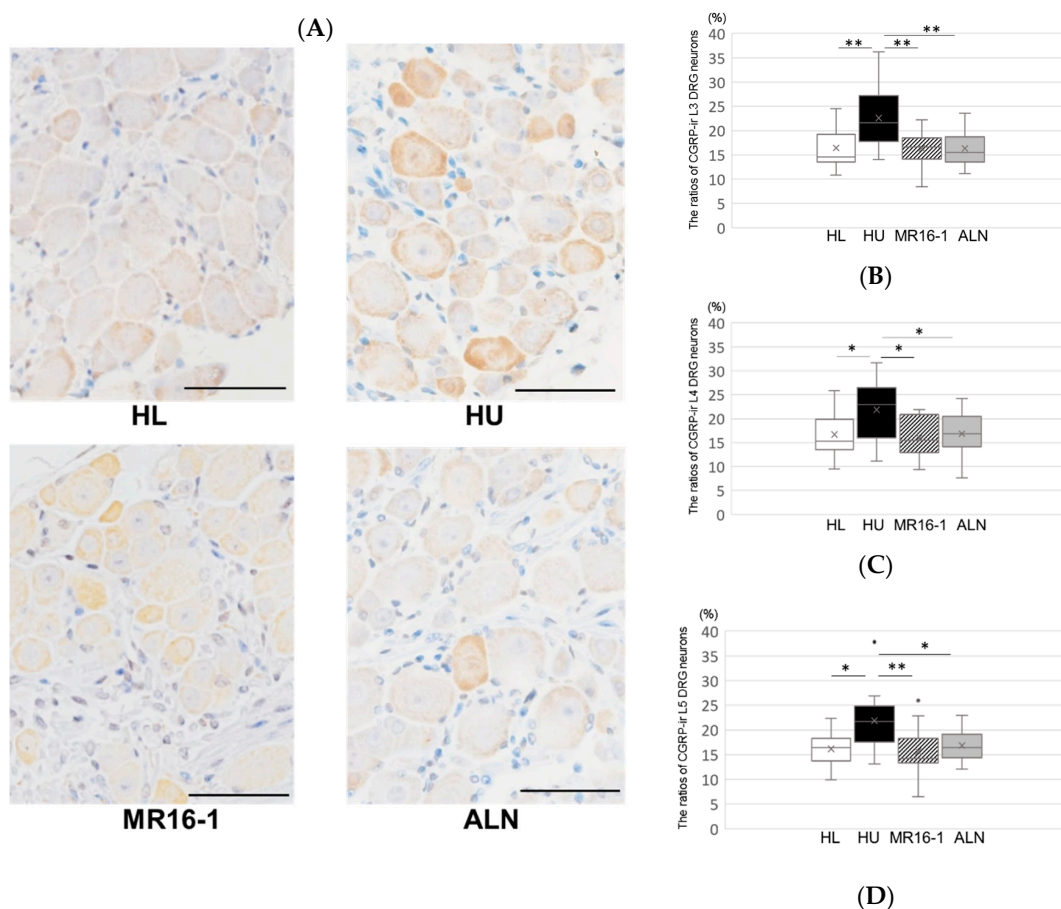 (A)
HL
HU
MR16-1
ALN
(%)
The ratios of CGRP-ir L3 DRG neurons
40
35
30
25
20
15
10
5
0
**
**
**
HL HU MR16-1 ALN
(B)
(%)
The ratios of CGRP-ir L4 DRG neurons
40
35
30
25
20
15
10
5
0
*
*
*
HL HU MR16-1 ALN
(C)
(%)
The ratios of CGRP-ir L5 DRG neurons
40
35
30
25
20
15
10
5
0
*
*
**
HL HU MR16-1 ALN
(D)